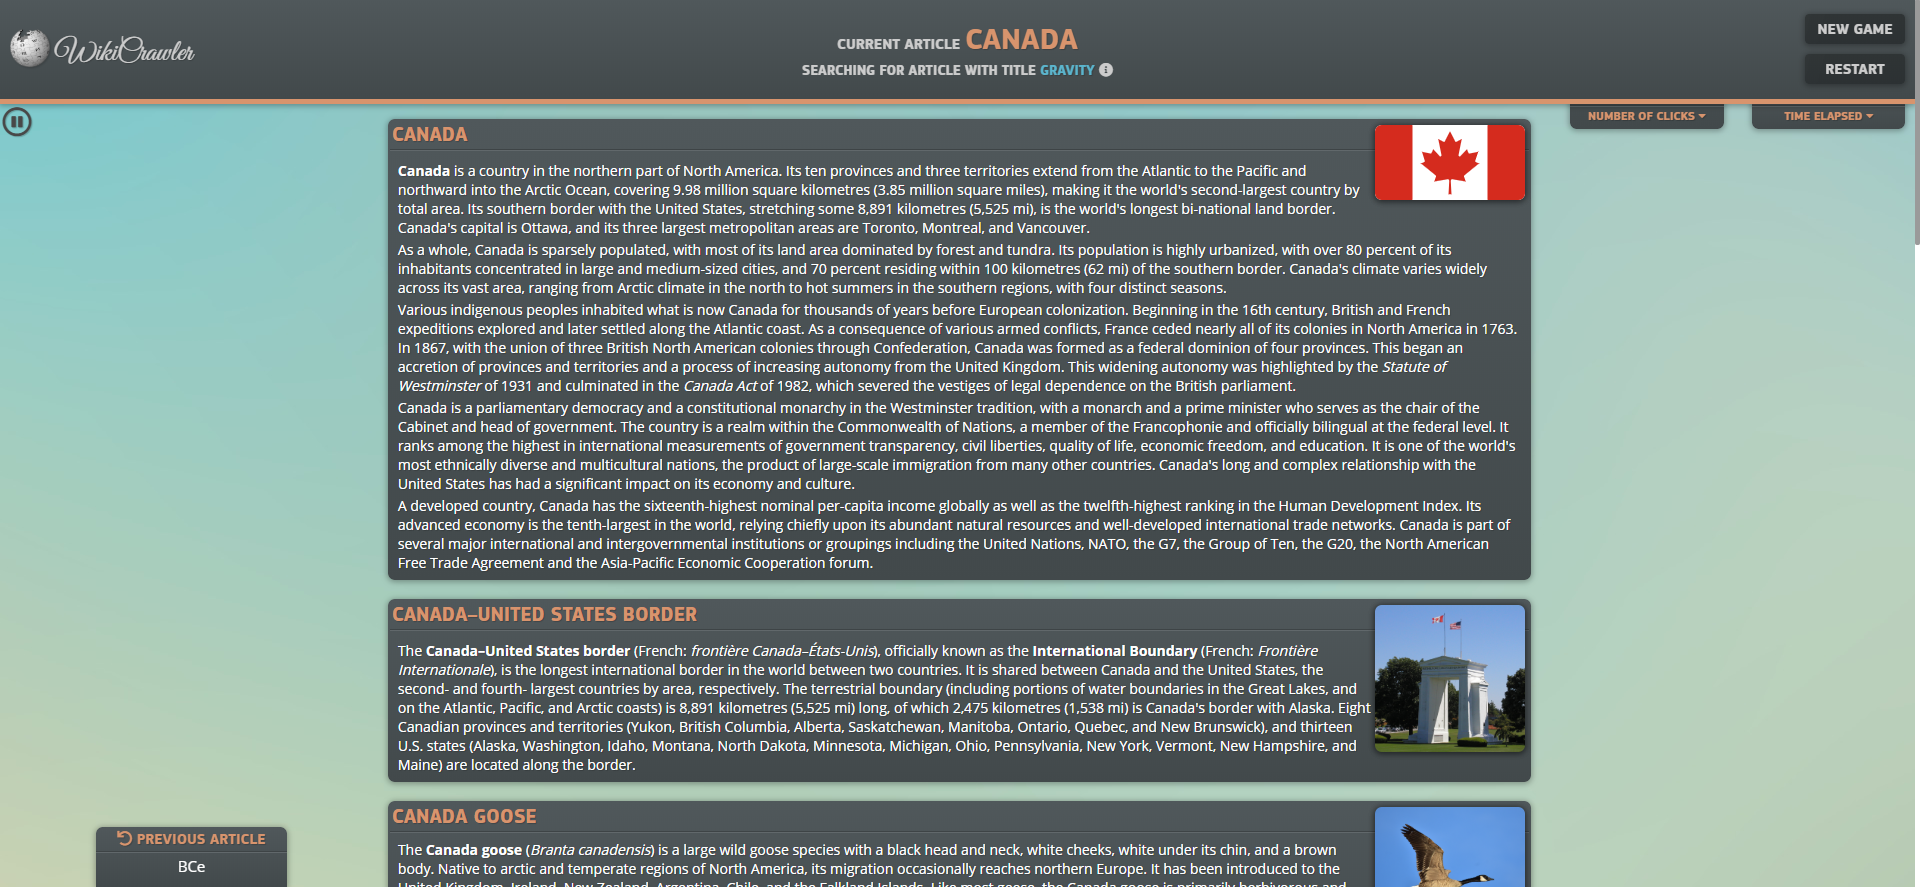 WikiCrawler
CURRENT ARTICLE CANADA
SEARCHING FOR ARTICLE WITH TITLE GRAVITY
NEW GAME
RESTART
NUMBER OF CLICKS
TIME ELAPSED
CANADA
Canada is a country in the northern part of North America. Its ten provinces and three territories extend from the Atlantic to the Pacific and
northward into the Arctic Ocean, covering 9.98 million square kilometres (3.85 million square miles), making it the world's second-largest country by
total area. Its southern border with the United States, stretching some 8,891 kilometres (5,525 mi), is the world's longest bi-national land border.
Canada's capital is Ottawa, and its three largest metropolitan areas are Toronto, Montreal, and Vancouver.
As a whole, Canada is sparsely populated, with most of its land area dominated by forest and tundra. Its population is highly urbanized, with over 80 percent of its
inhabitants concentrated in large and medium-sized cities, and 70 percent residing within 100 kilometres (62 mi) of the southern border. Canada's climate varies widely
across its vast area, ranging from Arctic climate in the north to hot summers in the southern regions, with four distinct seasons.
Various indigenous peoples inhabited what is now Canada for thousands of years before European colonization. Beginning in the 16th century, British and French
expeditions explored and later settled along the Atlantic coast. As a consequence of various armed conflicts, France ceded nearly all of its colonies in North America in 1763.
In 1867, with the union of three British North American colonies through Confederation, Canada was formed as a federal dominion of four provinces. This began an
accretion of provinces and territories and a process of increasing autonomy from the United Kingdom. This widening autonomy was highlighted by the Statute of
Westminster of 1931 and culminated in the Canada Act of 1982, which severed the vestiges of legal dependence on the British parliament.
Canada is a parliamentary democracy and a constitutional monarchy in the Westminster tradition, with a monarch and a prime minister who serves as the chair of the
Cabinet and head of government. The country is a realm within the Commonwealth of Nations, a member of the Francophonie and officially bilingual at the federal level. It
ranks among the highest in international measurements of government transparency, civil liberties, quality of life, economic freedom, and education. It is one of the world's
most ethnically diverse and multicultural nations, the product of large-scale immigration from many other countries. Canada's long and complex relationship with the
United States has had a significant impact on its economy and culture.
A developed country, Canada has the sixteenth-highest nominal per-capita income globally as well as the twelfth-highest ranking in the Human Development Index. Its
advanced economy is the tenth-largest in the world, relying chiefly upon its abundant natural resources and well-developed international trade networks. Canada is part of
several major international and intergovernmental institutions or groupings including the United Nations, NATO, the G7, the Group of Ten, the G20, the North American
Free Trade Agreement and the Asia-Pacific Economic Cooperation forum.
CANADA–UNITED STATES BORDER
The Canada–United States border (French: frontière Canada–États-Unis), officially known as the International Boundary (French: Frontière
Internationale), is the longest international border in the world between two countries. It is shared between Canada and the United States, the
second- and fourth- largest countries by area, respectively. The terrestrial boundary (including portions of water boundaries in the Great Lakes, and
on the Atlantic, Pacific, and Arctic coasts) is 8,891 kilometres (5,525 mi) long, of which 2,475 kilometres (1,538 mi) is Canada's border with Alaska. Eight
Canadian provinces and territories (Yukon, British Columbia, Alberta, Saskatchewan, Manitoba, Ontario, Quebec, and New Brunswick), and thirteen
U.S. states (Alaska, Washington, Idaho, Montana, North Dakota, Minnesota, Michigan, Ohio, Pennsylvania, New York, Vermont, New Hampshire, and
Maine) are located along the border.
CANADA GOOSE
The Canada goose (Branta canadensis) is a large wild goose species with a black head and neck, white cheeks, white under its chin, and a brown
body. Native to arctic and temperate regions of North America, its migration occasionally reaches northern Europe. It has been introduced to the
United Kingdom, Ireland, New Zealand, Argentina, Chile, and the Falkland Islands. Like most geese, the Canada goose is primarily herbivorous and
PREVIOUS ARTICLE
BCe